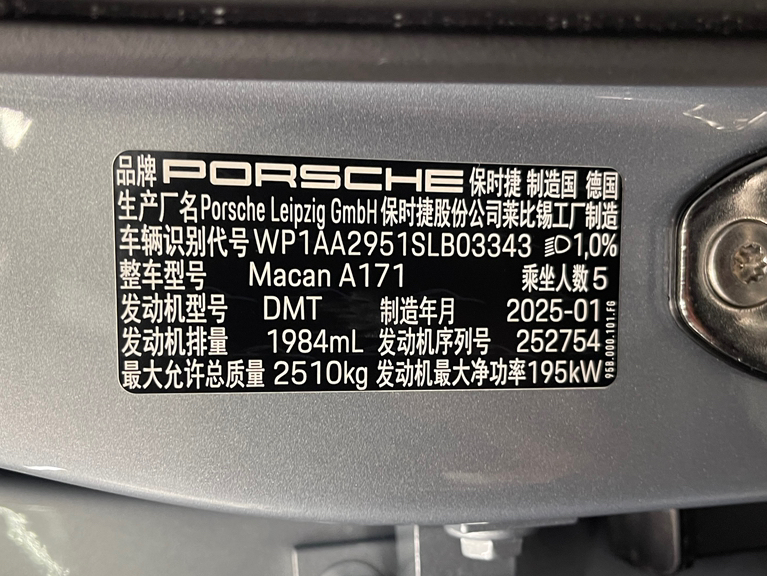 品牌 PORSCHE 保时捷 制造国 德国
生产厂名Porsche Leipzig GmbH 保时捷股份公司莱比锡工厂制造
车辆识别代号 WP1AA2951SLB03343 1,0%
整车型号 Macan A171 乘坐人数 5
发动机型号 DMT 制造年月 2025-01
发动机排量 1984mL 发动机序列号 252754
最大允许总质量 2510kg 发动机最大净功率195kW
95B.000.101.FG